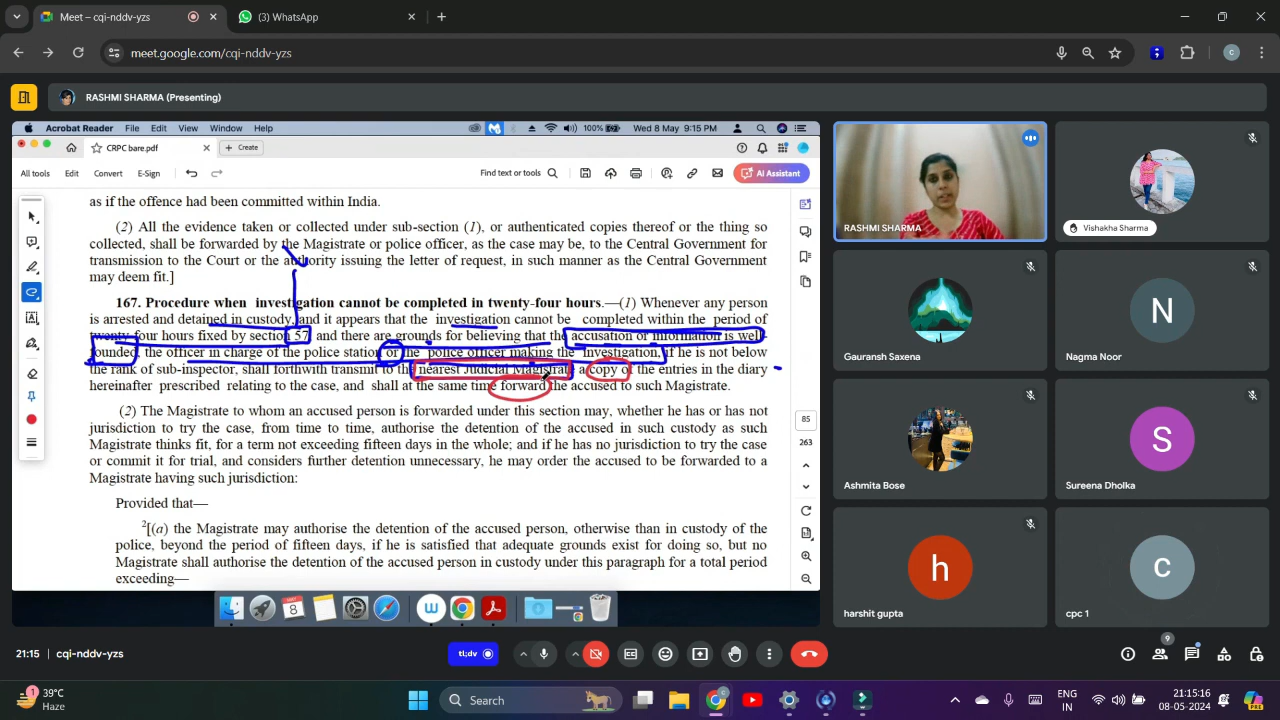 Meet – cqi-nddv-yzs
(3) WhatsApp
meet.google.com/cqi-nddv-yzs
c
RASHMI SHARMA (Presenting)
Acrobat Reader File Edit View Window Help
100% Wed 8 May 9:15 PM
CRPC bare.pdf
Create
All tools Edit Convert E-Sign
Find text or tools
AI Assistant
as if the offence had been committed within India.
(2) All the evidence taken or collected under sub-section (1), or authenticated copies thereof or the thing so
collected, shall be forwarded by the Magistrate or police officer, as the case may be, to the Central Government for
transmission to the Court or the authority issuing the letter of request, in such manner as the Central Government
may deem fit.]
167. Procedure when investigation cannot be completed in twenty-four hours.—(1) Whenever any person
is arrested and detained in custody, and it appears that the investigation cannot be completed within the period of
twenty-four hours fixed by section 57, and there are grounds for believing that the accusation or information is well-
founded, the officer in charge of the police station or the police officer making the investigation, if he is not below
the rank of sub-inspector, shall forthwith transmit to the nearest Judicial Magistrate a copy of the entries in the diary
hereinafter prescribed relating to the case, and shall at the same time forward the accused to such Magistrate.
(2) The Magistrate to whom an accused person is forwarded under this section may, whether he has or has not
jurisdiction to try the case, from time to time, authorise the detention of the accused in such custody as such
Magistrate thinks fit, for a term not exceeding fifteen days in the whole; and if he has no jurisdiction to try the case
or commit it for trial, and considers further detention unnecessary, he may order the accused to be forwarded to a
Magistrate having such jurisdiction:
Provided that—
2[(a) the Magistrate may authorise the detention of the accused person, otherwise than in custody of the
police, beyond the period of fifteen days, if he is satisfied that adequate grounds exist for doing so, but no
Magistrate shall authorise the detention of the accused person in custody under this paragraph for a total period
exceeding—
85
263
MAY
8
W
RASHMI SHARMA
Vishakha Sharma
Gauransh Saxena
N
Nagma Noor
Ashmita Bose
S
Sureena Dholka
h
harshit gupta
c
cpc 1
21:15 cqi-nddv-yzs
tl;dv
9
1
39°C
Haze
Search
ENG
IN
21:15:16
08-05-2024